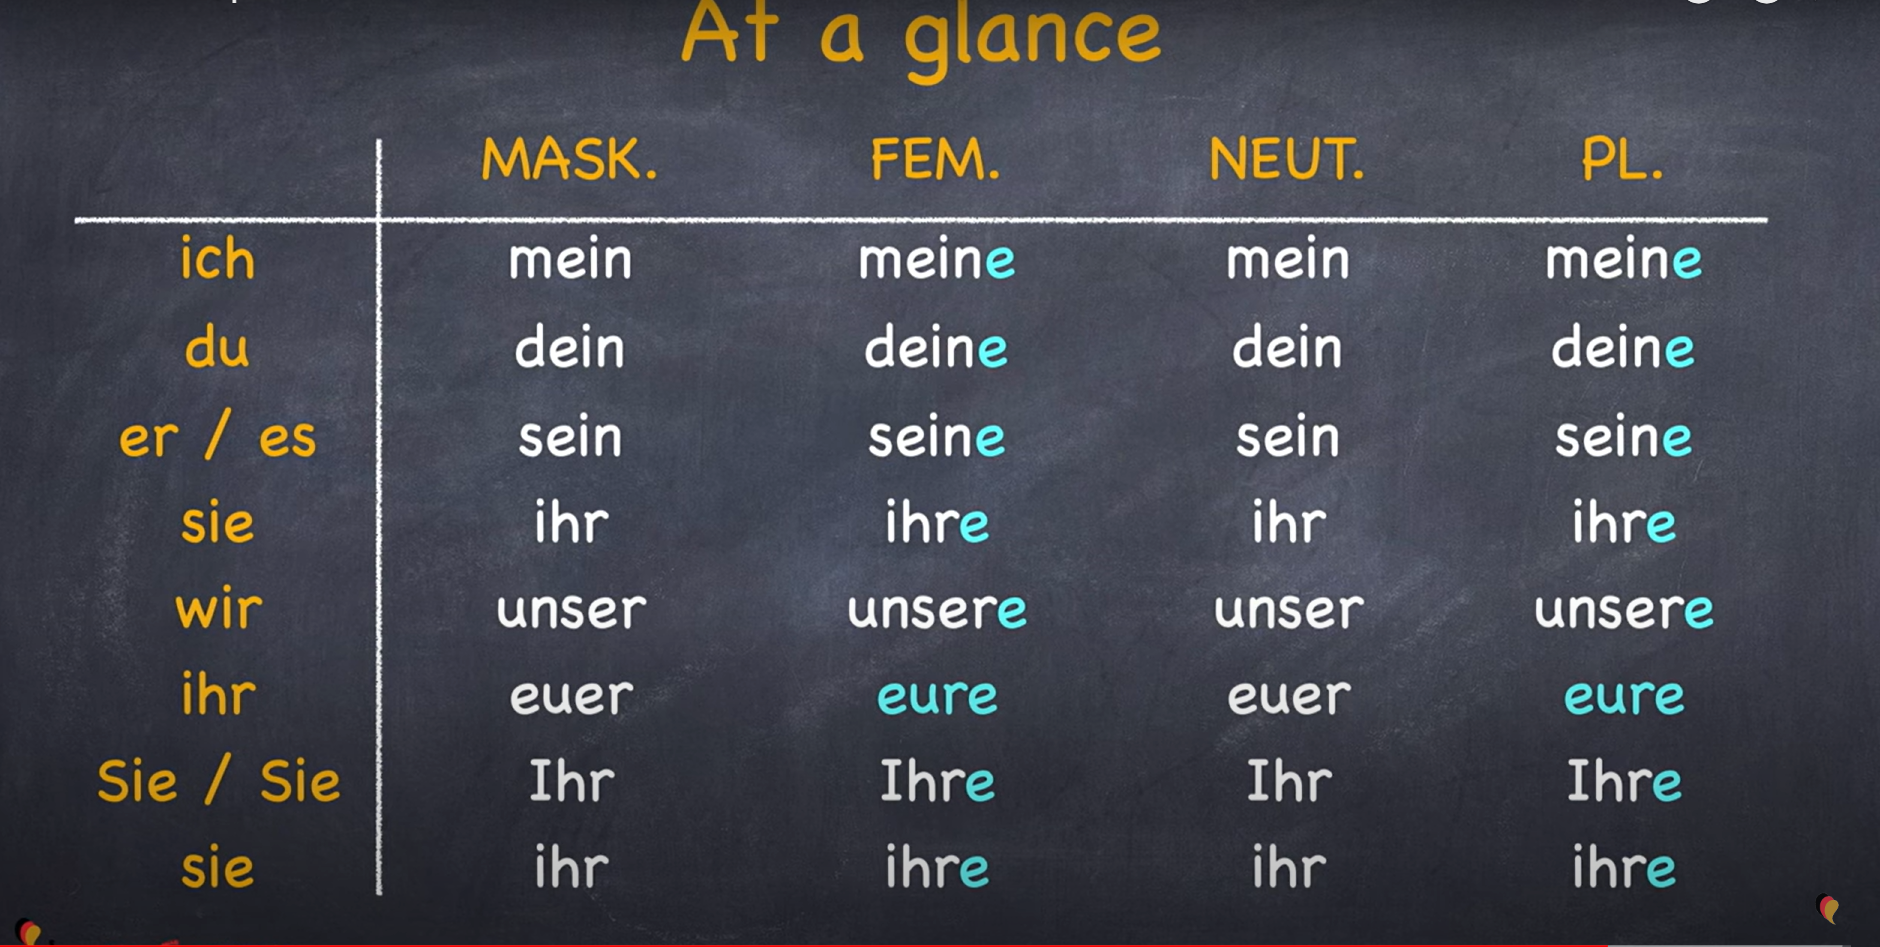 At a glance
MASK. FEM. NEUT. PL.
ich mein meine mein meine
du dein deine dein deine
er / es sein seine sein seine
sie ihr ihre ihr ihre
wir unser unsere unser unsere
ihr euer eure euer eure
Sie / Sie Ihr Ihre Ihr Ihre
sie ihr ihre ihr ihre